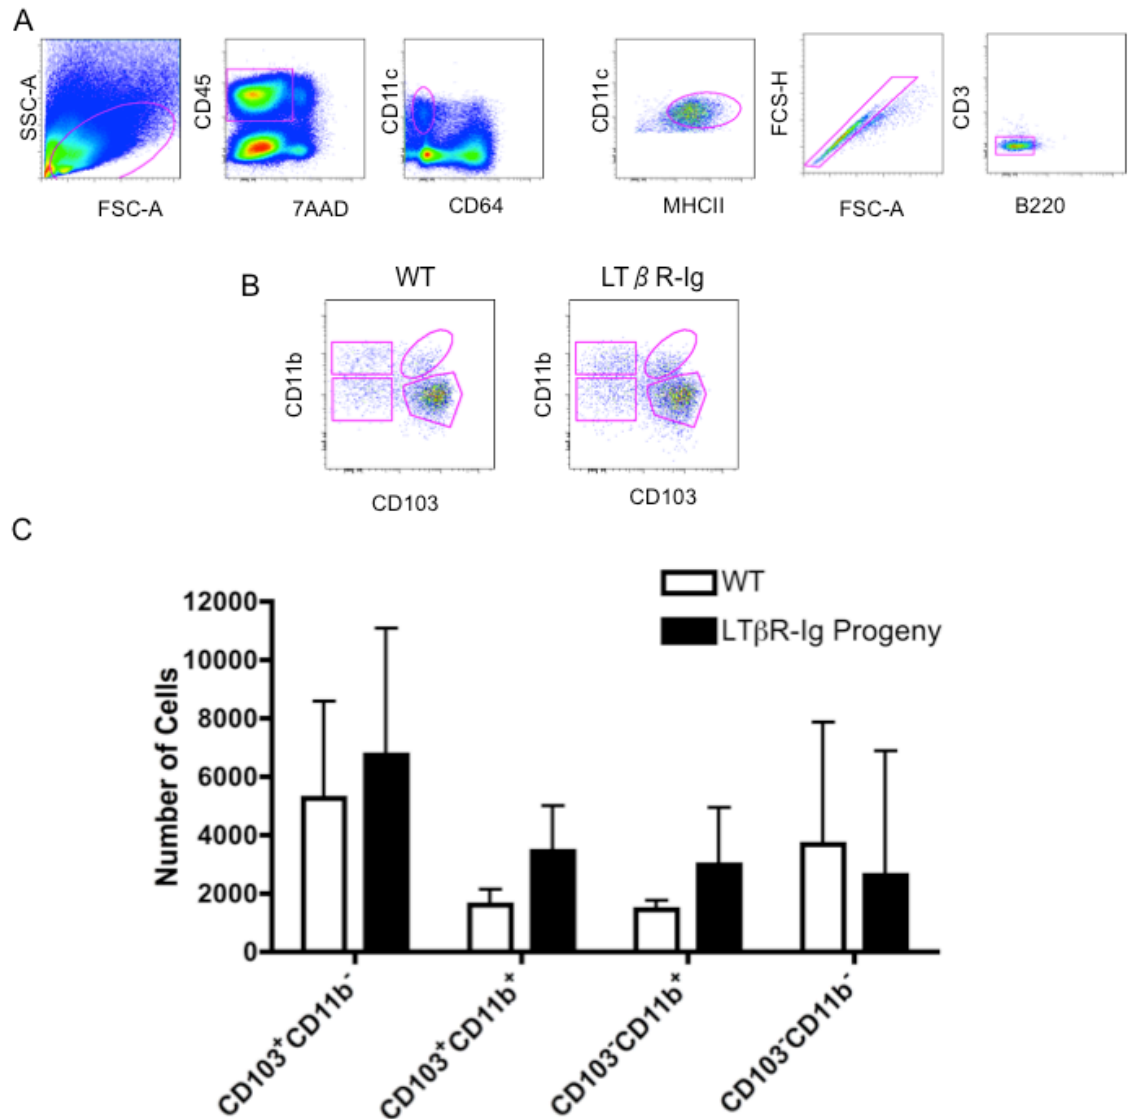 A
SSC-A
FSC-A
CD45
7AAD
CD11c
CD64
CD11c
MHCII
FCS-H
FSC-A
CD3
B220
B
WT
CD11b
CD103
LTβR-Ig
CD11b
CD103
C
WT
LTβR-Ig Progeny
Number of Cells
12000
10000
8000
6000
4000
2000
0
CD103⁺CD11b⁻
CD103⁺CD11b⁺
CD103⁻CD11b⁺
CD103⁻CD11b⁻